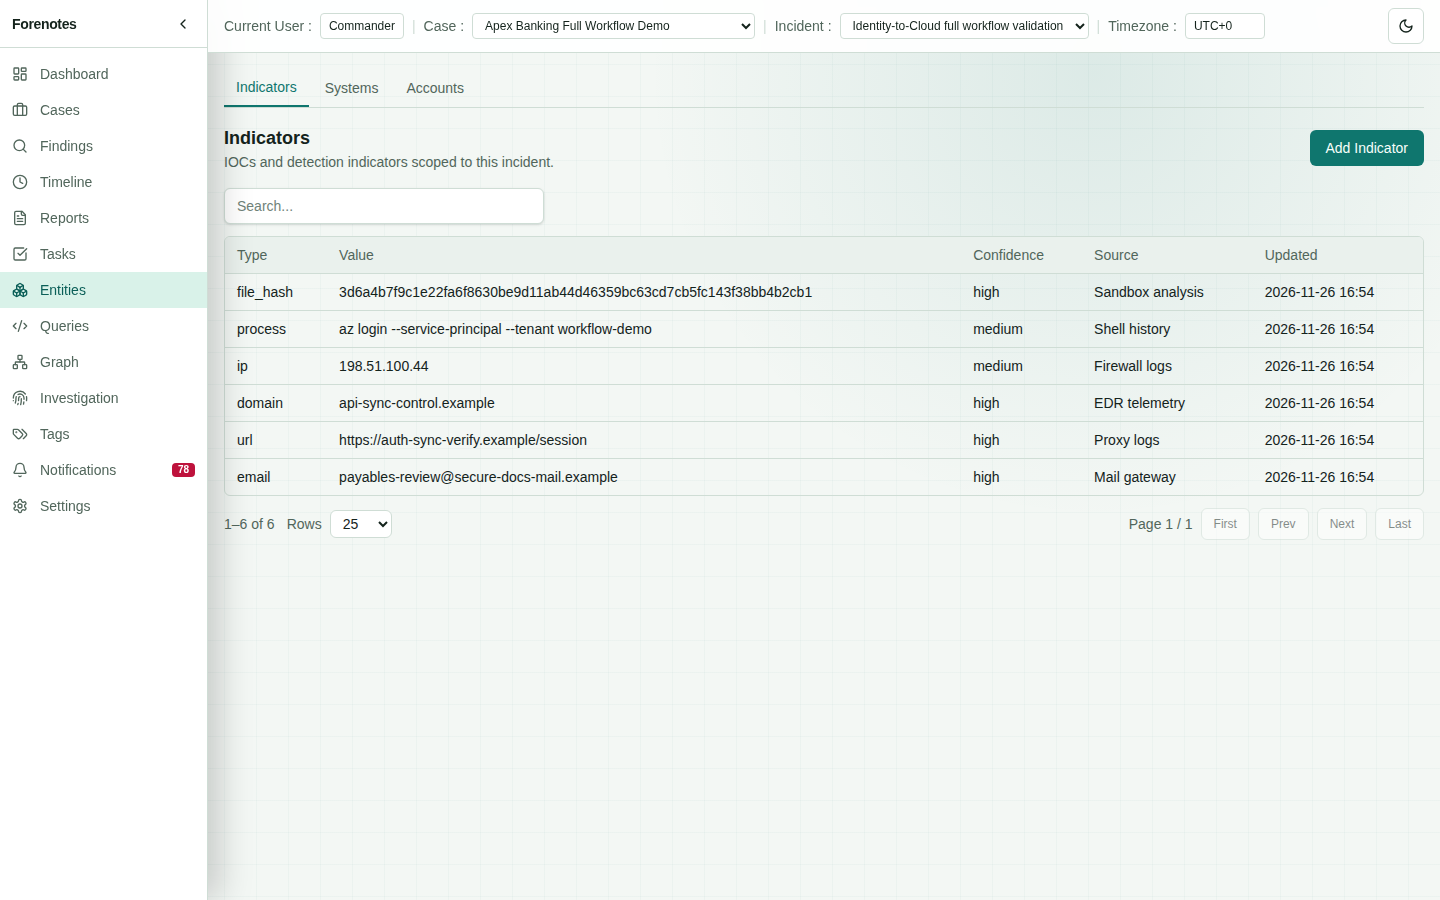 Forenotes
Current User : Commander | Case : Apex Banking Full Workflow Demo | Incident : Identity-to-Cloud full workflow validation | Timezone : UTC+0
Dashboard
Cases
Findings
Timeline
Reports
Tasks
Entities
Queries
Graph
Investigation
Tags
Notifications 78
Settings
Indicators Systems Accounts
Indicators
IOCs and detection indicators scoped to this incident.
Add Indicator
Search...
Type Value Confidence Source Updated
file_hash 3d6a4b7f9c1e22fa6f8630be9d11ab44d46359bc63cd7cb5fc143f38bb4b2cb1 high Sandbox analysis 2026-11-26 16:54
process az login --service-principal --tenant workflow-demo medium Shell history 2026-11-26 16:54
ip 198.51.100.44 medium Firewall logs 2026-11-26 16:54
domain api-sync-control.example high EDR telemetry 2026-11-26 16:54
url https://auth-sync-verify.example/session high Proxy logs 2026-11-26 16:54
email payables-review@secure-docs-mail.example high Mail gateway 2026-11-26 16:54
1–6 of 6 Rows 25 Page 1 / 1 First Prev Next Last